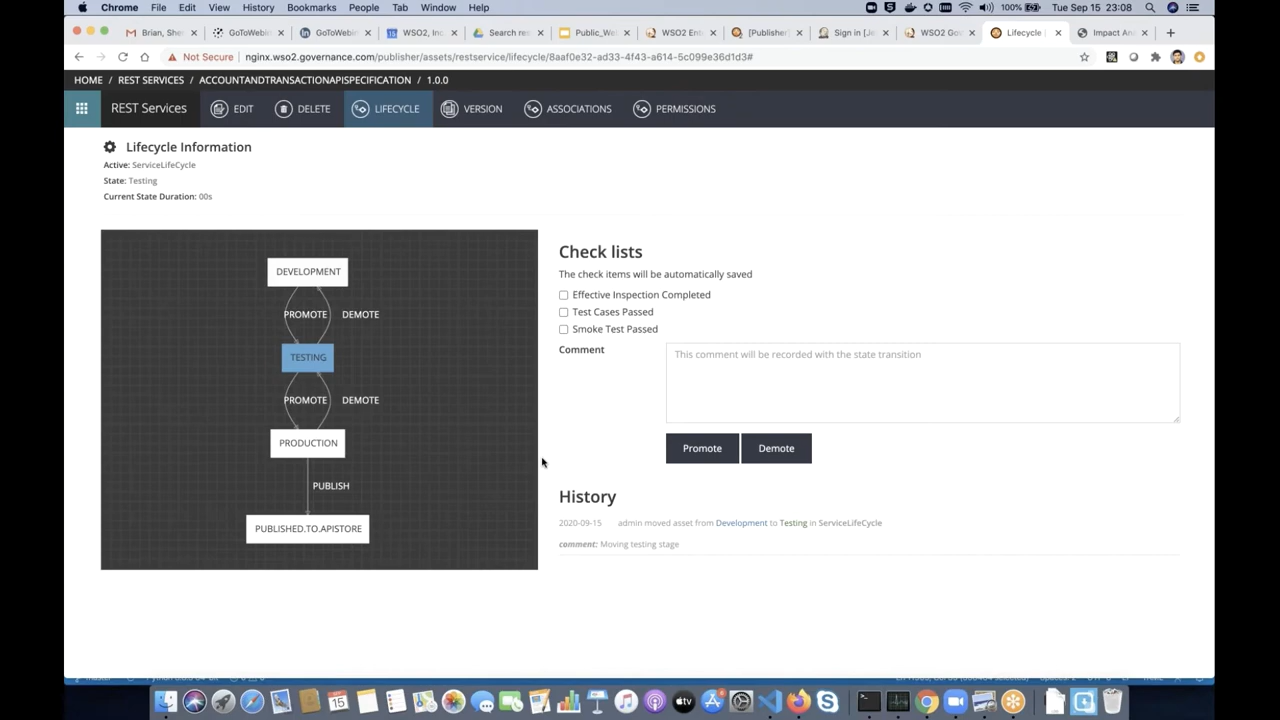 Chrome File Edit View History Bookmarks People Tab Window Help 100% Tue Sep 15 23:08
Brian, She GoToWebin GoToWebin WSO2, Inc. Search res Public_We WSO2 Ent [Publisher] Sign in [Je WSO2 Gov Lifecycle | Impact An
Not Secure nginx.wso2.governance.com/publisher/assets/restservice/lifecycle/8aaf0e32-ad33-4f43-a614-5c099e36d1d3#
HOME / REST SERVICES / ACCOUNTANDTRANSACTIONAPISPECIFICATION / 1.0.0
REST Services EDIT DELETE LIFECYCLE VERSION ASSOCIATIONS PERMISSIONS
Lifecycle Information
Active: ServiceLifeCycle
State: Testing
Current State Duration: 00s
DEVELOPMENT
PROMOTE DEMOTE
TESTING
PROMOTE DEMOTE
PRODUCTION
PUBLISH
PUBLISHED.TO.APISTORE
Check lists
The check items will be automatically saved
Effective Inspection Completed
Test Cases Passed
Smoke Test Passed
Comment This comment will be recorded with the state transition
Promote Demote
History
2020-09-15 admin moved asset from Development to Testing in ServiceLifeCycle
comment: Moving testing stage